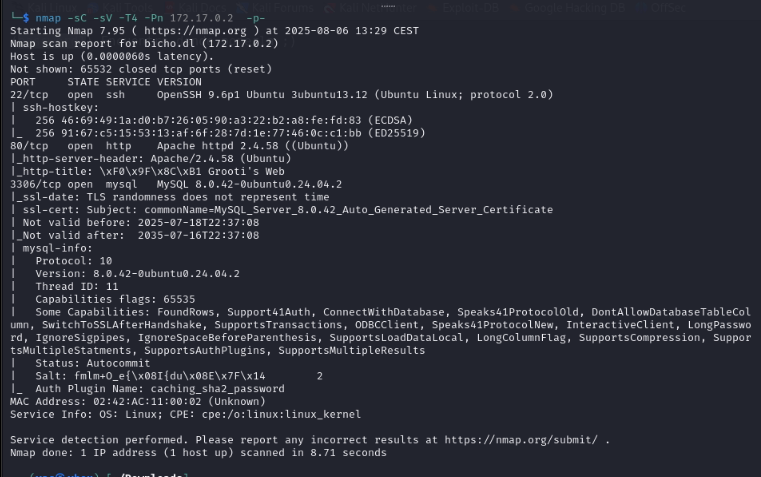 └─$ nmap -sC -sV -T4 -Pn 172.17.0.2  -p-
Starting Nmap 7.95 ( https://nmap.org ) at 2025-08-06 13:29 CEST
Nmap scan report for bicho.dl (172.17.0.2)
Host is up (0.0000060s latency).
Not shown: 65532 closed tcp ports (reset)
PORT     STATE SERVICE VERSION
22/tcp   open  ssh     OpenSSH 9.6p1 Ubuntu 3ubuntu13.12 (Ubuntu Linux; protocol 2.0)
| ssh-hostkey:
|   256 46:69:49:1a:d0:b7:26:05:90:a3:22:b2:a8:fe:fd:83 (ECDSA)
|_  256 91:67:c5:15:53:13:af:6f:28:7d:1e:77:46:0c:c1:bb (ED25519)
80/tcp   open  http    Apache httpd 2.4.58 ((Ubuntu))
|_http-server-header: Apache/2.4.58 (Ubuntu)
|_http-title: \xF0\x9F\x8C\xB1 Grooti's Web
3306/tcp open  mysql   MySQL 8.0.42-0ubuntu0.24.04.2
|_ssl-date: TLS randomness does not represent time
| ssl-cert: Subject: commonName=MySQL_Server_8.0.42_Auto_Generated_Server_Certificate
| Not valid before: 2025-07-18T22:37:08
|_Not valid after:  2035-07-16T22:37:08
| mysql-info:
|   Protocol: 10
|   Version: 8.0.42-0ubuntu0.24.04.2
|   Thread ID: 11
|   Capabilities flags: 65535
|   Some Capabilities: FoundRows, Support41Auth, ConnectWithDatabase, Speaks41ProtocolOld, DontAllowDatabaseTableCol
umn, SwitchToSSLAfterHandshake, SupportsTransactions, ODBCClient, Speaks41ProtocolNew, InteractiveClient, LongPasswo
rd, IgnoreSigpipes, IgnoreSpaceBeforeParenthesis, SupportsLoadDataLocal, LongColumnFlag, SupportsCompression, Suppor
tsMultipleStatments, SupportsAuthPlugins, SupportsMultipleResults
|   Status: Autocommit
|   Salt: fmlm+O_e{\x08I{du\x08E\x7F\x14        2
|_  Auth Plugin Name: caching_sha2_password
MAC Address: 02:42:AC:11:00:02 (Unknown)
Service Info: OS: Linux; CPE: cpe:/o:linux:linux_kernel
Service detection performed. Please report any incorrect results at https://nmap.org/submit/ .
Nmap done: 1 IP address (1 host up) scanned in 8.71 seconds